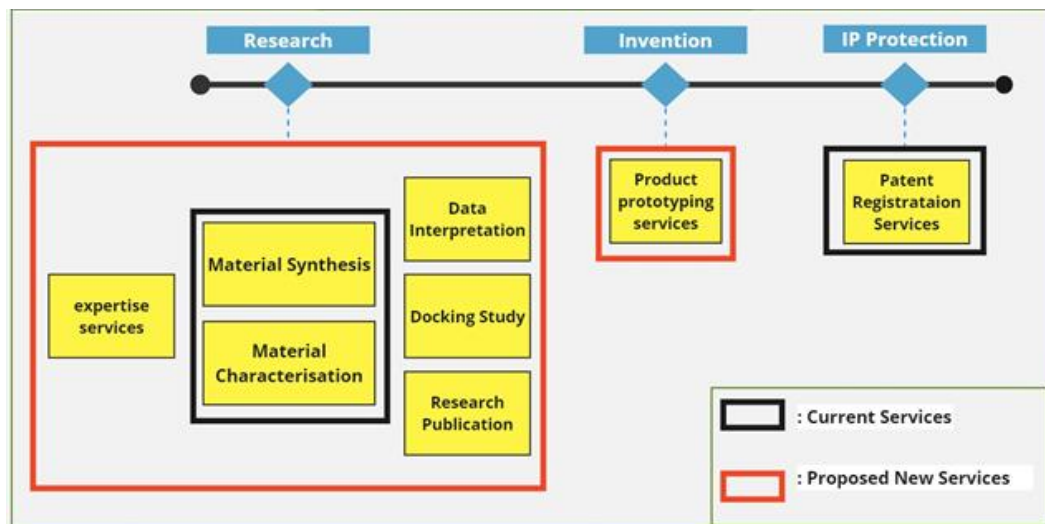 Research
Invention
IP Protection
expertise
services
Material Synthesis
Material
Characterisation
Data
Interpretation
Docking Study
Research
Publication
Product
prototyping
services
Patent
Registrataion
Services
: Current Services
: Proposed New Services